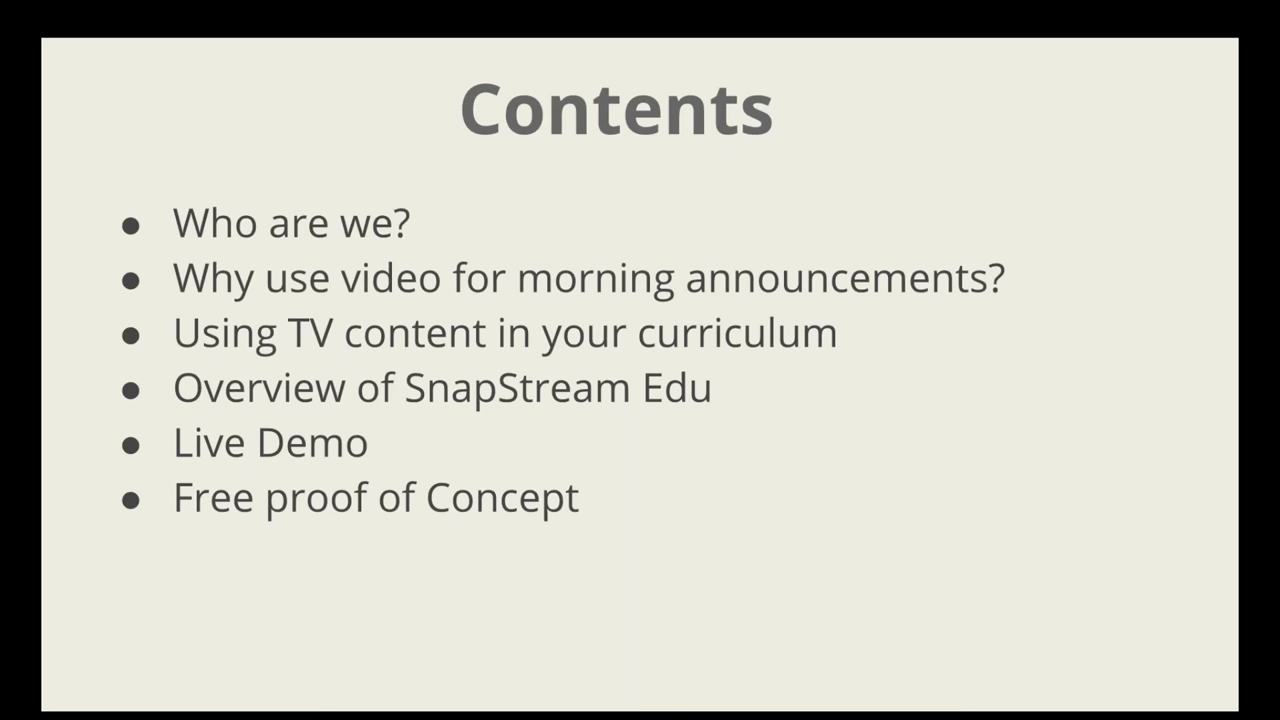 Contents
● Who are we?
● Why use video for morning announcements?
● Using TV content in your curriculum
● Overview of SnapStream Edu
● Live Demo
● Free proof of Concept